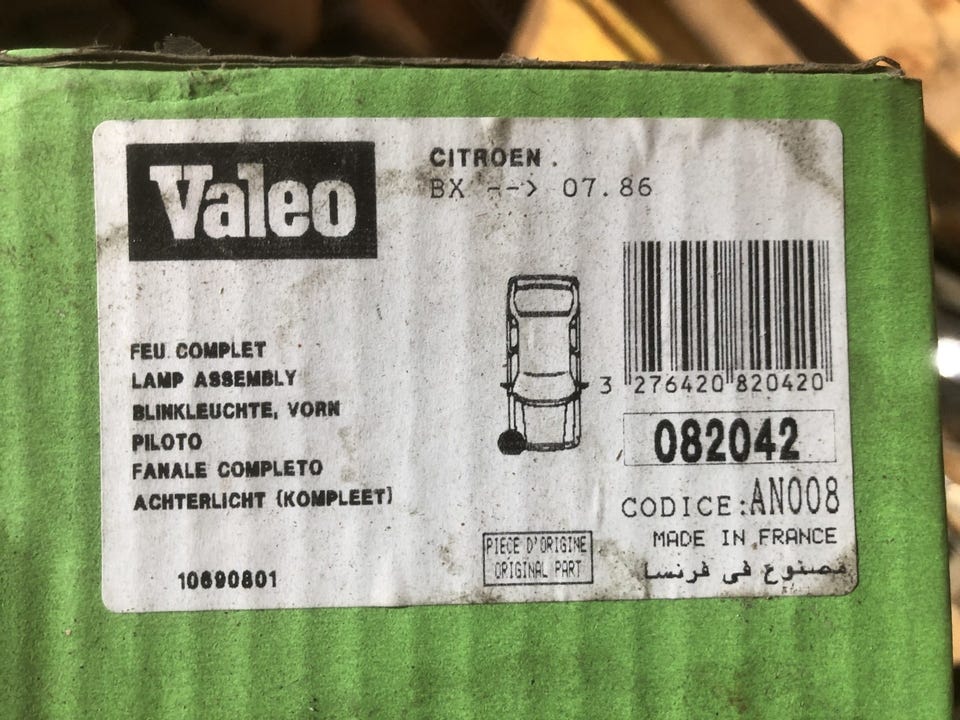 Valeo
CITROEN .
BX --> 07.86
FEU COMPLET
LAMP ASSEMBLY
BLINKLEUCHTE, VORN
PILOTO
FANALE COMPLETO
ACHTERLICHT (KOMPLEET)
10690801
3 276420 820420
082042
CODICE:AN008
MADE IN FRANCE
مصنوع في فرنسا
PIECE D'ORIGINE
ORIGINAL PART